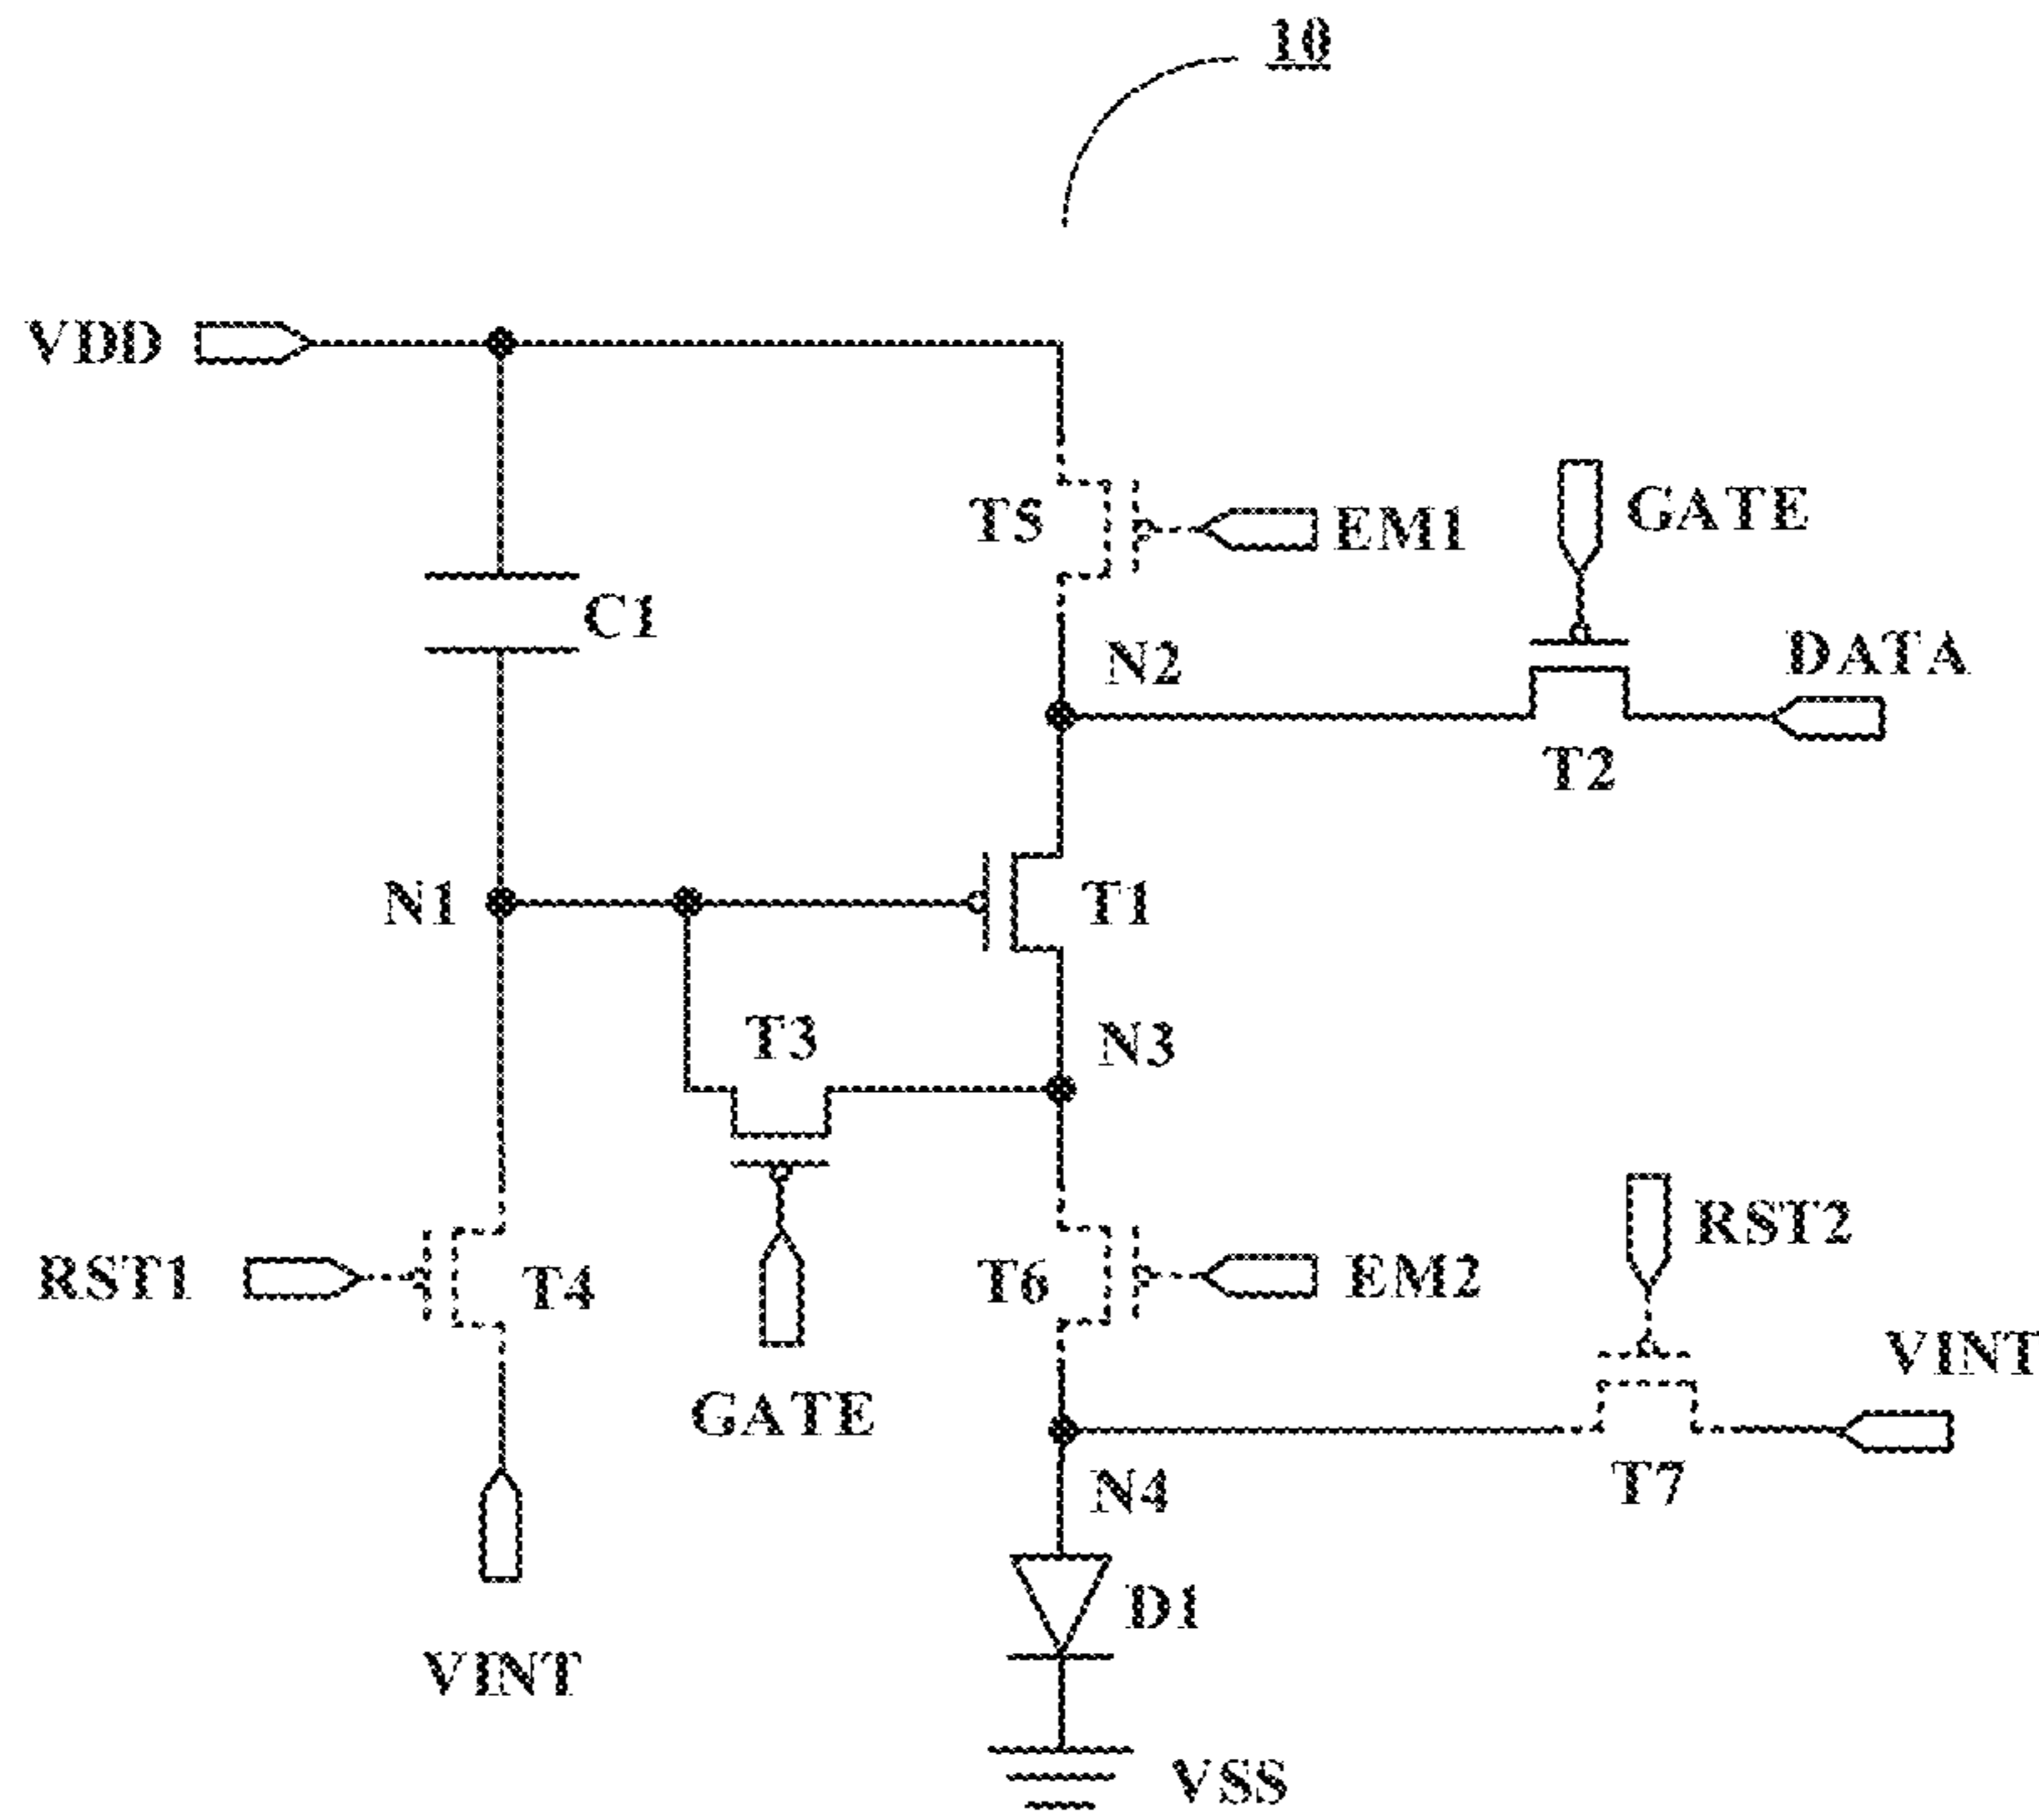 10
VDD
T5
EM1
GATE
C1
N2
DATA
T2
N1
T1
T3
N3
RST1
T4
T6
EM2
RST2
VINT
GATE
N4
T7
D1
VINT
VSS